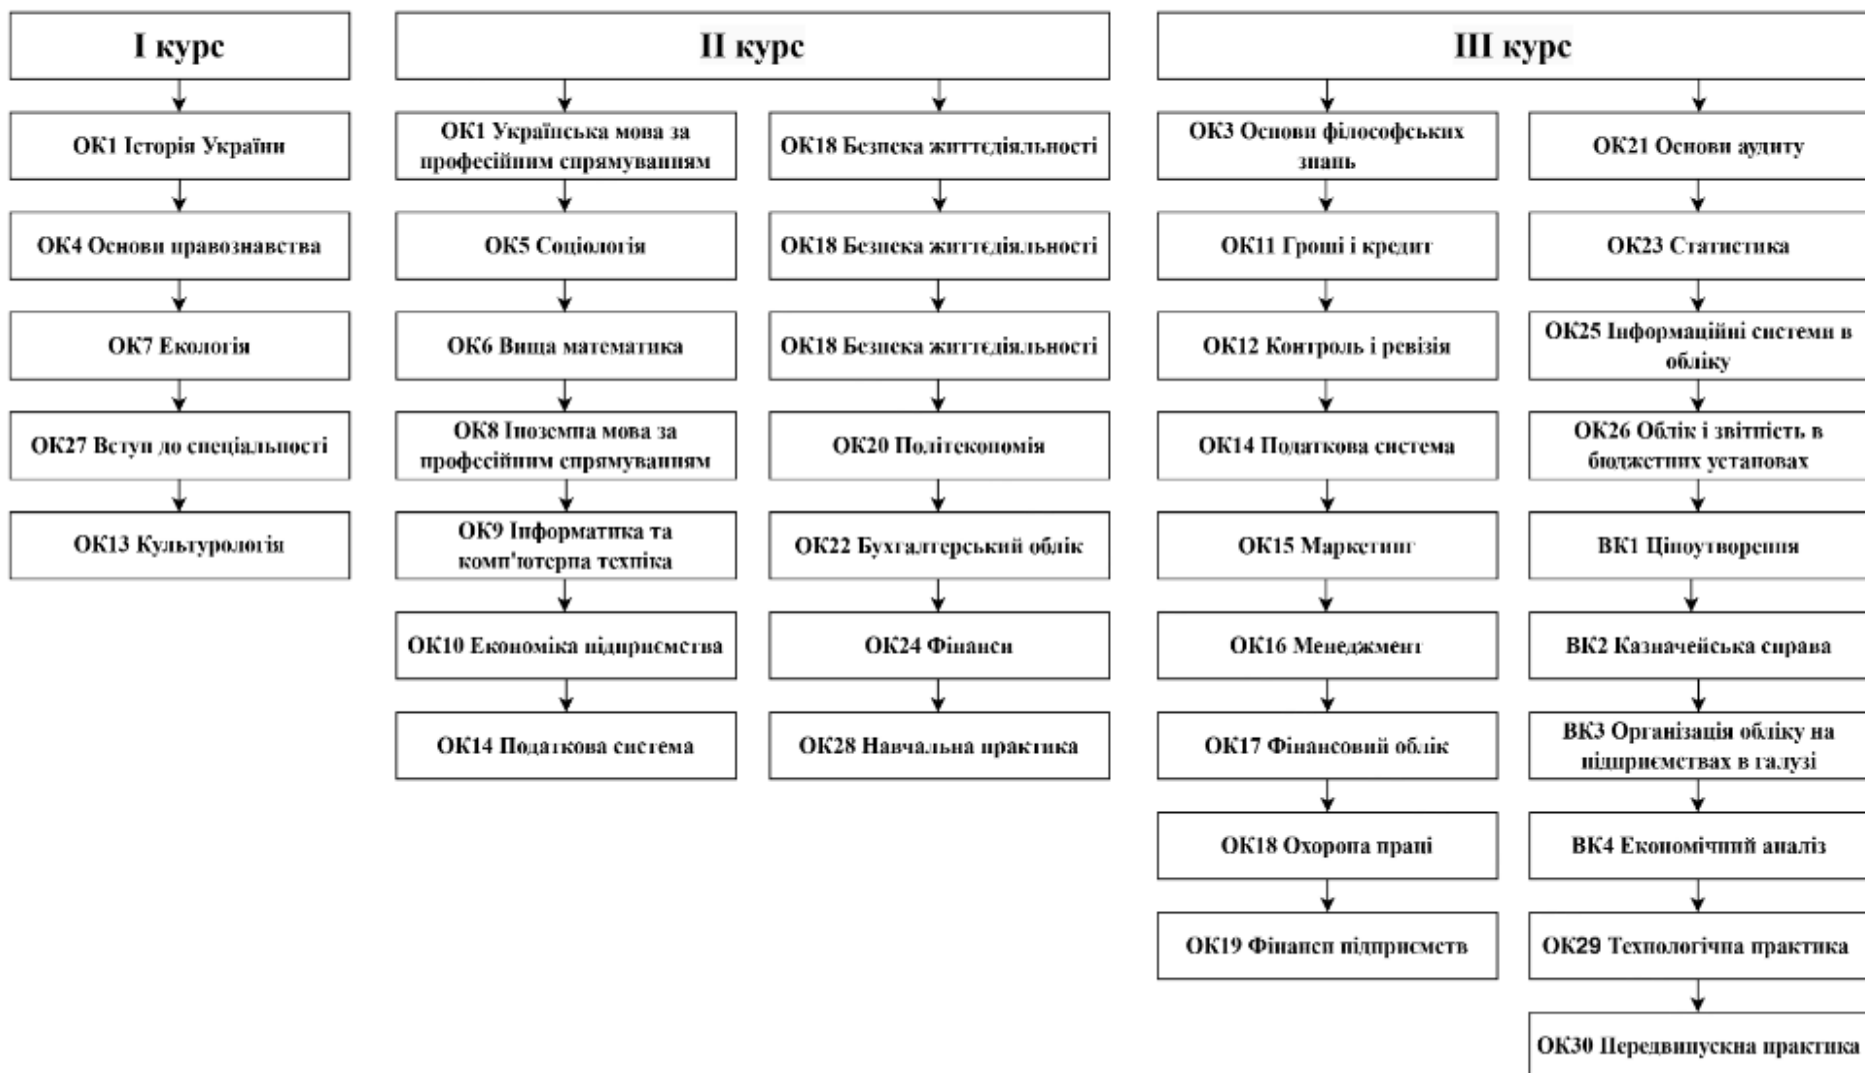 I курс
ОК1 Історія України
ОК4 Основи правознавства
ОК7 Екологія
ОК27 Вступ до спеціальності
ОК13 Культурологія
II курс
ОК1 Українська мова за
професійним спрямуванням
ОК5 Соціологія
ОК6 Вища математика
ОК8 Іноземна мова за
професійним спрямуванням
ОК9 Інформатика та
комп'ютерна техніка
ОК10 Економіка підприємства
ОК14 Податкова система
ОК18 Безпека життєдіяльності
ОК18 Безпека життєдіяльності
ОК18 Безпека життєдіяльності
ОК20 Політекономія
ОК22 Бухгалтерський облік
ОК24 Фінанси
ОК28 Навчальна практика
III курс
ОК3 Основи філософських
знань
ОК11 Гроші і кредит
ОК12 Контроль і ревізія
ОК14 Податкова система
ОК15 Маркетинг
ОК16 Менеджмент
ОК17 Фінансовий облік
ОК18 Охорона праці
ОК19 Фінанси підприємств
ОК21 Основи аудиту
ОК23 Статистика
ОК25 Інформаційні системи в
обліку
ОК26 Облік і звітність в
бюджетних установах
ВК1 Ціноутворення
ВК2 Казначейська справа
ВК3 Організація обліку на
підприємствах в галузі
ВК4 Економічний аналіз
ОК29 Технологічна практика
ОК30 Передвипускна практика